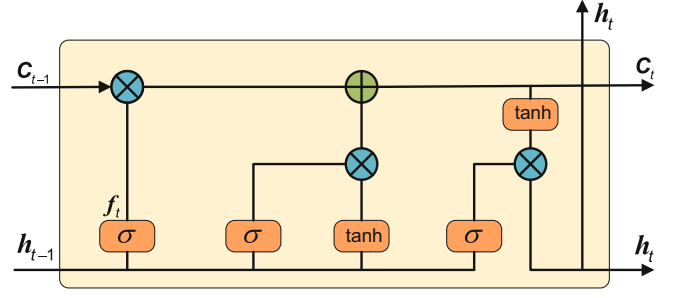 h_t
C_{t-1}
C_t
tanh
f_t
σ
σ
tanh
σ
h_{t-1}
h_t